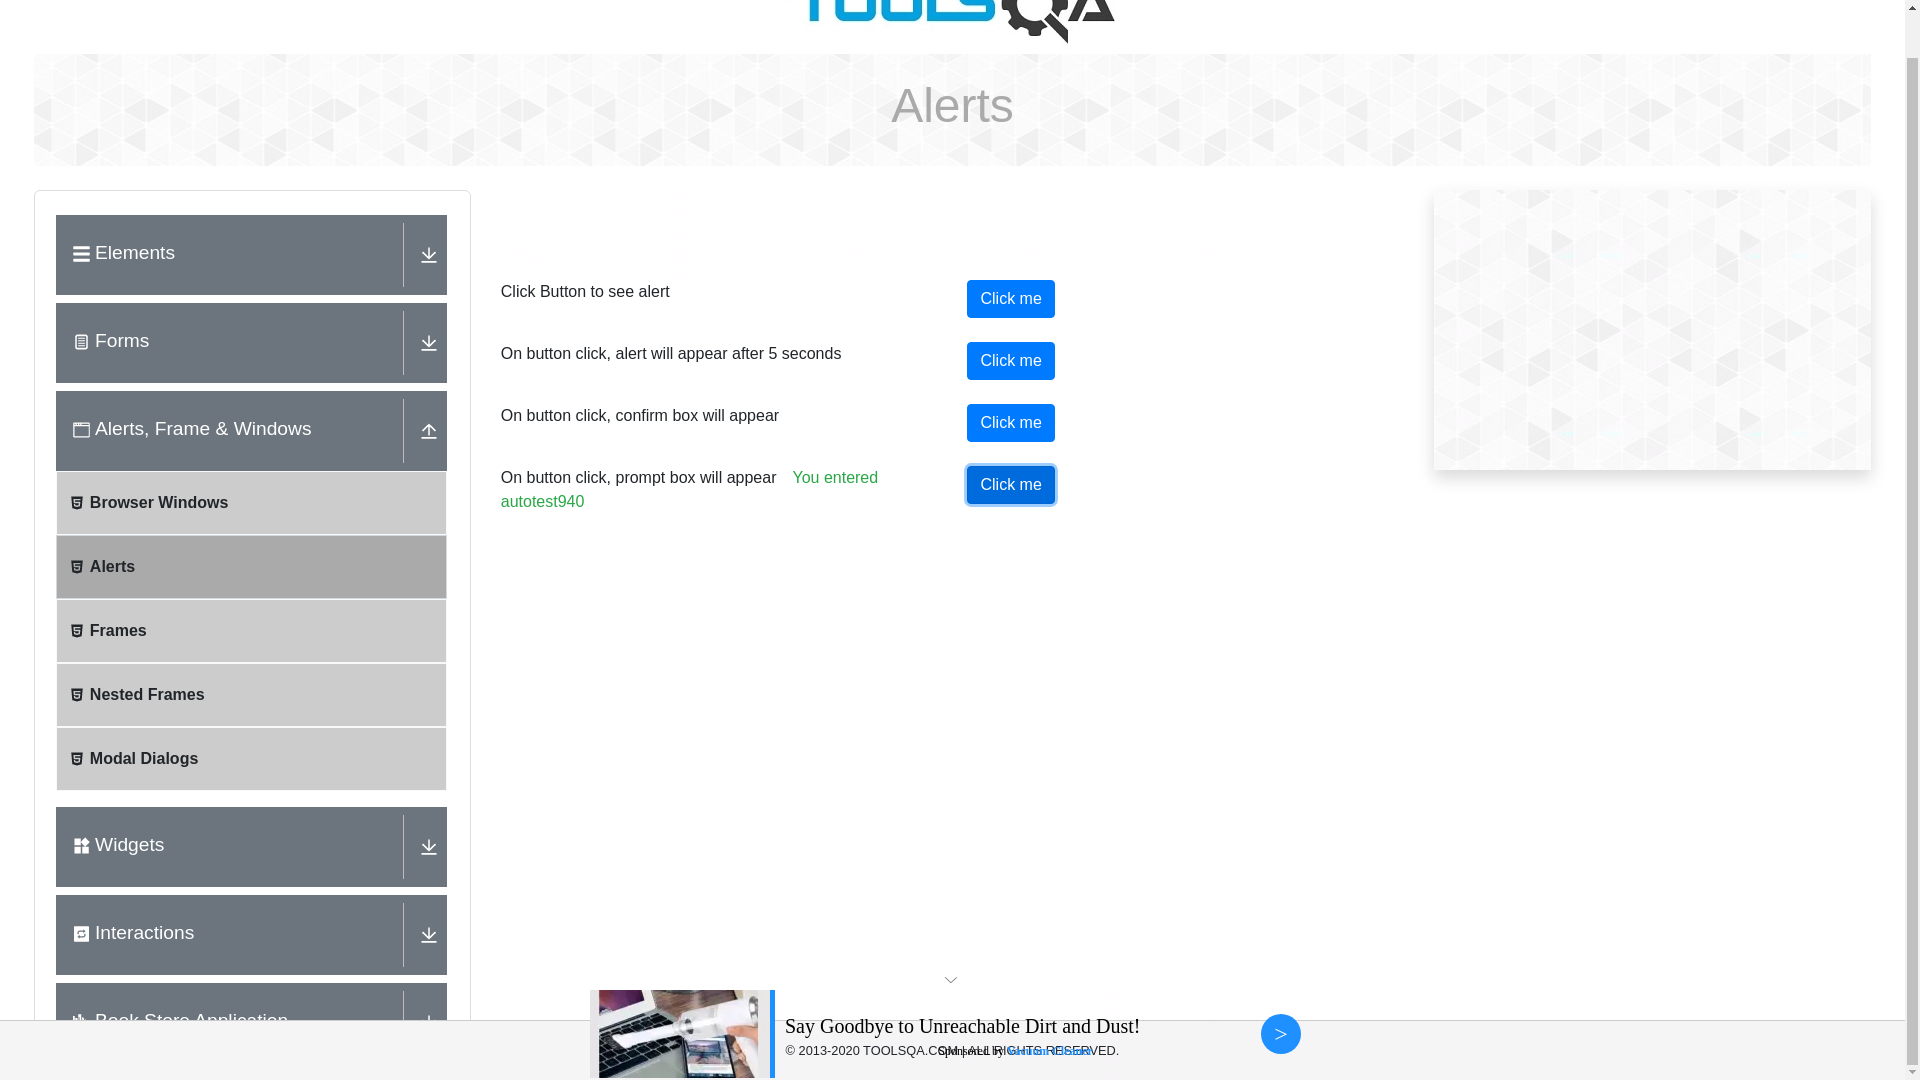 TOOLSQA
Alerts
Elements
Forms
Alerts, Frame & Windows
Browser Windows
Alerts
Frames
Nested Frames
Modal Dialogs
Widgets
Interactions
Book Store Application
Click Button to see alert
Click me
On button click, alert will appear after 5 seconds
Click me
On button click, confirm box will appear
Click me
On button click, prompt box will appear You entered
autotest940
Click me
Say Goodbye to Unreachable Dirt and Dust!
>
© 2013-2020 TOOLSQA.COM | ALL RIGHTS RESERVED.
Sponsored by